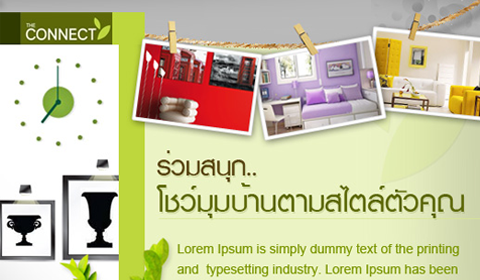 THE
CONNECT
ร่วมสนุก..
โชว์มุมบ้านตามสไตล์ตัวคุณ
Lorem Ipsum is simply dummy text of the printing
and typesetting industry. Lorem Ipsum has been